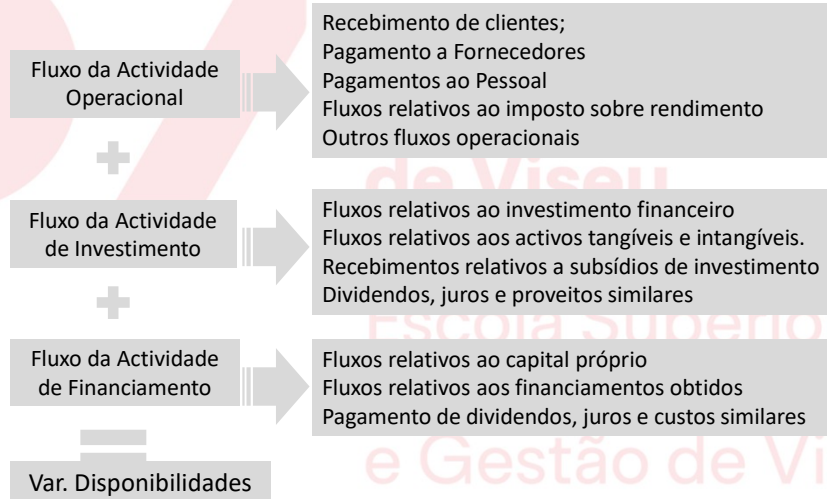 Fluxo da Actividade
Operacional
Recebimento de clientes;
Pagamento a Fornecedores
Pagamentos ao Pessoal
Fluxos relativos ao imposto sobre rendimento
Outros fluxos operacionais
+
de Viseu
Fluxo da Actividade
de Investimento
Fluxos relativos ao investimento financeiro
Fluxos relativos aos activos tangíveis e intangíveis.
Recebimentos relativos a subsídios de investimento
Dividendos, juros e proveitos similares
+
Escola Superio
Fluxo da Actividade
de Financiamento
Fluxos relativos ao capital próprio
Fluxos relativos aos financiamentos obtidos
Pagamento de dividendos, juros e custos similares
=
e Gestão de Vi
Var. Disponibilidades